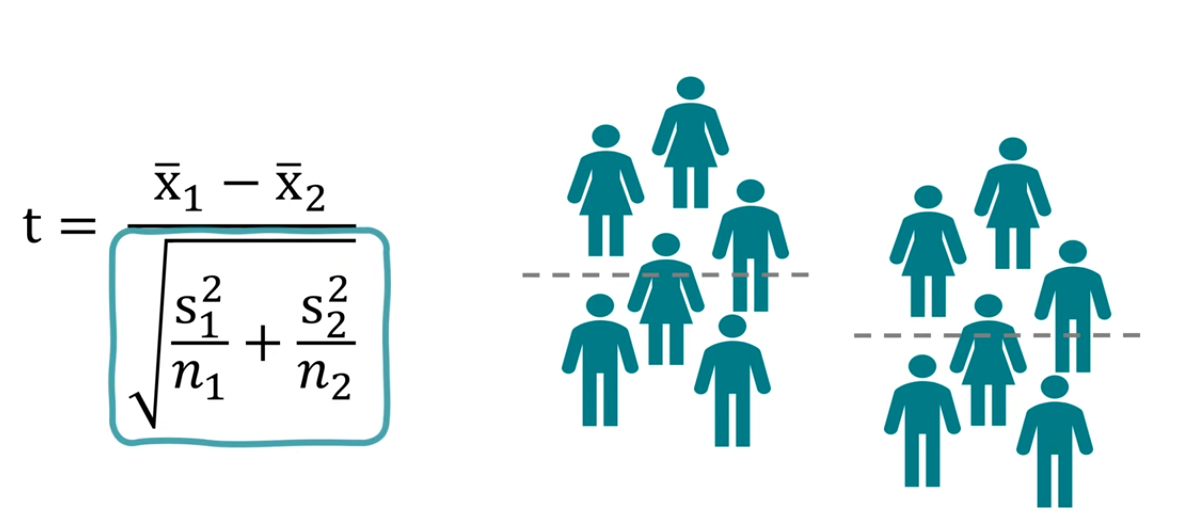 t = (x̄₁ − x̄₂) / √(s₁²/n₁ + s₂²/n₂)